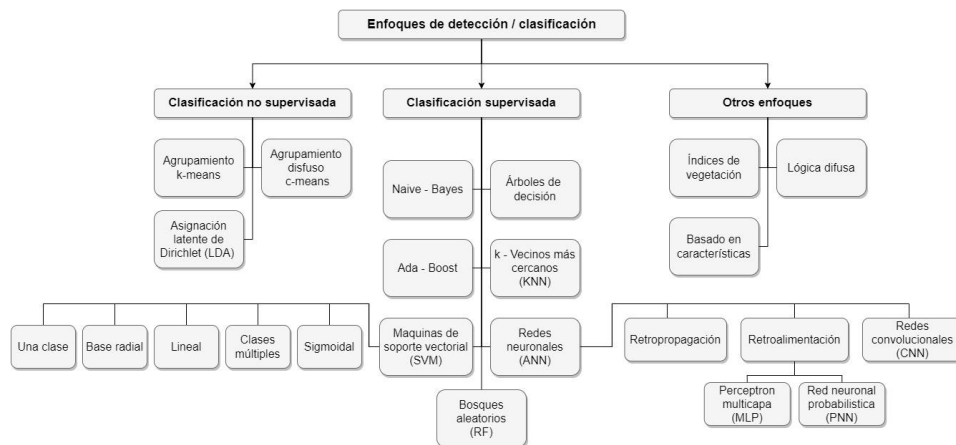 Enfoques de detección / clasificación
Clasificación no supervisada
Clasificación supervisada
Otros enfoques
Agrupamiento
k-means
Agrupamiento
disfuso
c-means
Asignación
latente de
Dirichlet (LDA)
Naive - Bayes
Árboles de
decisión
Ada - Boost
k - Vecinos más
cercanos
(KNN)
Maquinas de
soporte vectorial
(SVM)
Redes
neuronales
(ANN)
Bosques
aleatorios
(RF)
Índices de
vegetación
Lógica difusa
Basado en
características
Una clase
Base radial
Lineal
Clases
múltiples
Sigmoidal
Retropropagación
Retroalimentación
Redes
convolucionales
(CNN)
Perceptron
multicapa
(MLP)
Red neuronal
probabilistica
(PNN)